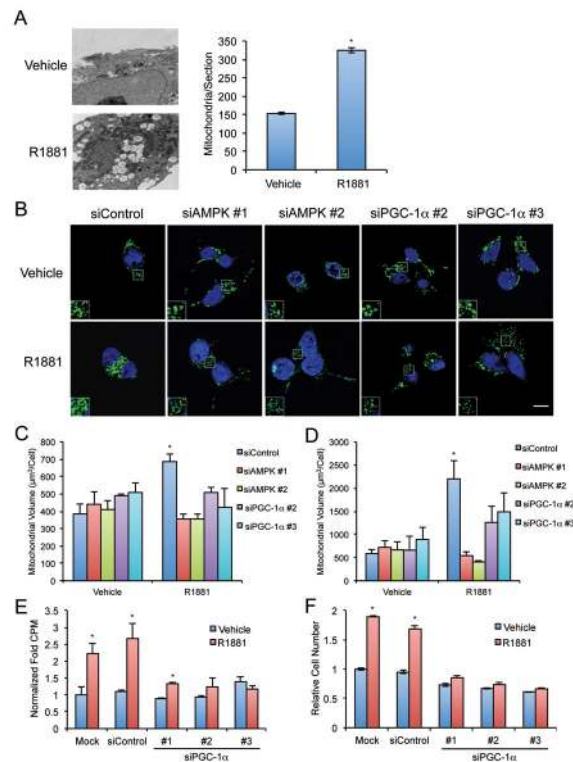 A
Vehicle
R1881
Mitochondria/Section
350
300
250
200
150
100
50
0
*
Vehicle
R1881
B
siControl
siAMPK #1
siAMPK #2
siPGC-1α #2
siPGC-1α #3
Vehicle
R1881
C
Mitochondrial Volume (μm³/Cell)
800
700
600
500
400
300
200
100
0
*
Vehicle
R1881
siControl
siAMPK #1
siAMPK #2
siPGC-1α #2
siPGC-1α #3
D
Mitochondrial Volume (μm³/Cell)
3000
2500
2000
1500
1000
500
0
*
Vehicle
R1881
siControl
siAMPK #1
siAMPK #2
siPGC-1α #2
siPGC-1α #3
E
Normalized Fold CPM
3.5
3
2.5
2
1.5
1
0.5
0
* * *
Vehicle
R1881
Mock
siControl
#1
#2
#3
siPGC-1α
F
Relative Cell Number
2
1.5
1
0.5
0
* *
Vehicle
R1881
Mock
siControl
#1
#2
#3
siPGC-1α